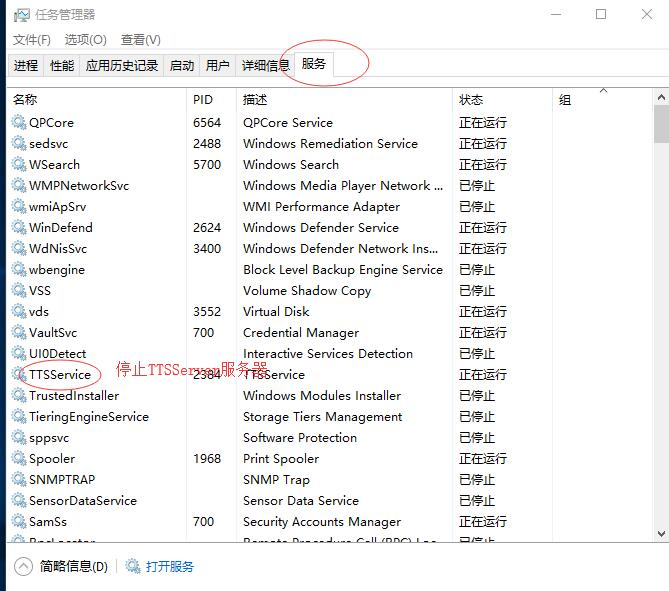 任务管理器
文件(F) 选项(O) 查看(V)
进程 性能 应用历史记录 启动 用户 详细信息 服务
名称 PID 描述 状态 组
QPCore 6564 QPCore Service 正在运行
sedsvc 2488 Windows Remediation Service 正在运行
WSearch 5700 Windows Search 正在运行
WMPNetworkSvc Windows Media Player Network ... 已停止
wmiApSrv WMI Performance Adapter 已停止
WinDefend 2624 Windows Defender Service 正在运行
WdNisSvc 3400 Windows Defender Network Ins... 正在运行
wbengine Block Level Backup Engine Service 已停止
VSS Volume Shadow Copy 已停止
vds 3552 Virtual Disk 正在运行
VaultSvc 700 Credential Manager 正在运行
UI0Detect Interactive Services Detection 已停止
TTSService 停止TTSServer服务器 2384 TTSService 正在运行
TrustedInstaller Windows Modules Installer 已停止
TieringEngineService Storage Tiers Management 已停止
sppsvc Software Protection 已停止
Spooler 1968 Print Spooler 正在运行
SNMPTRAP SNMP Trap 已停止
SensorDataService Sensor Data Service 已停止
SamSs 700 Security Accounts Manager 正在运行
RpcLocator Remote Procedure Call (RPC) Loc... 已停止
简略信息(D) 打开服务